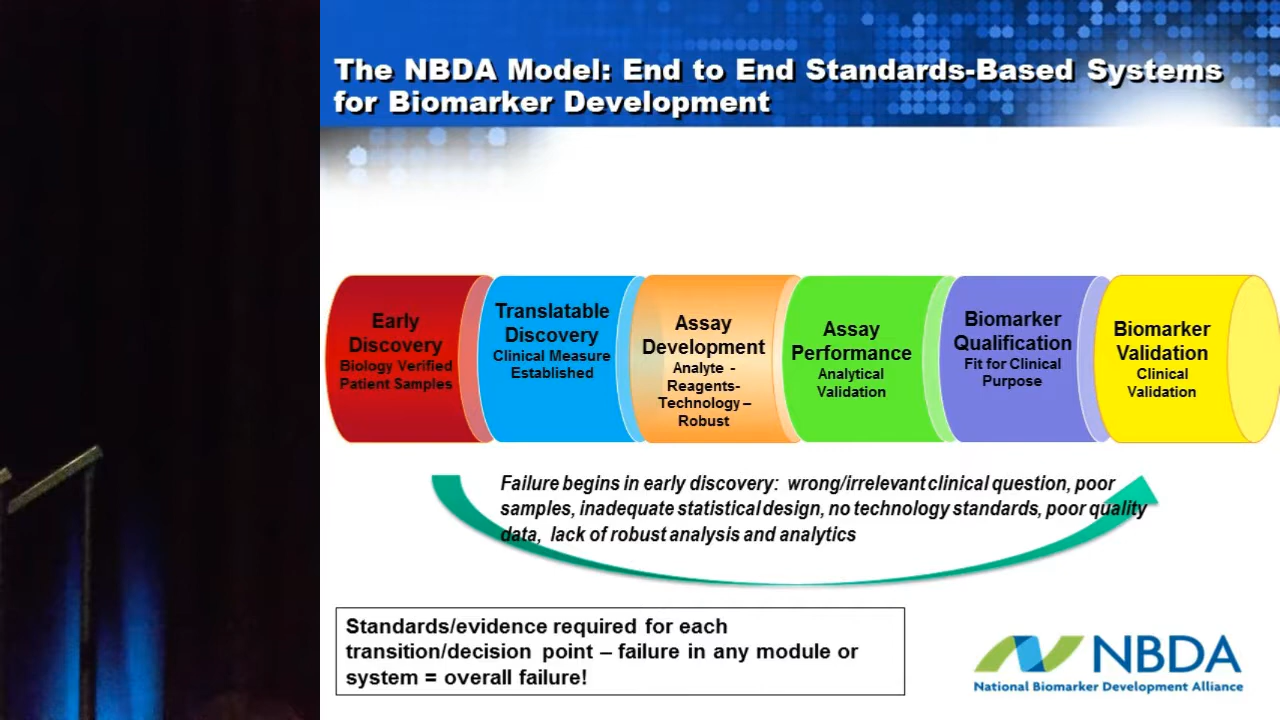 The NBDA Model: End to End Standards-Based Systems
for Biomarker Development
Early
Discovery
Biology Verified
Patient Samples
Translatable
Discovery
Clinical Measure
Established
Assay
Development
Analyte -
Reagents-
Technology –
Robust
Assay
Performance
Analytical
Validation
Biomarker
Qualification
Fit for Clinical
Purpose
Biomarker
Validation
Clinical
Validation
Failure begins in early discovery: wrong/irrelevant clinical question, poor
samples, inadequate statistical design, no technology standards, poor quality
data, lack of robust analysis and analytics
Standards/evidence required for each
transition/decision point – failure in any module or
system = overall failure!
NBDA
National Biomarker Development Alliance